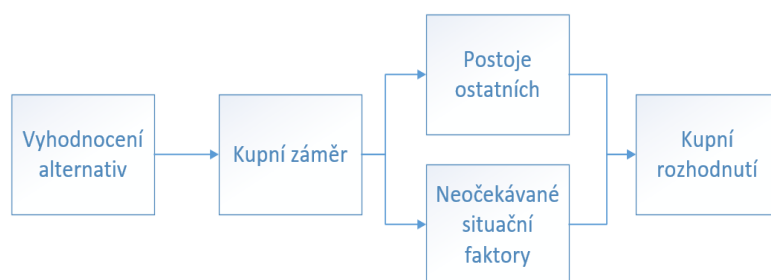 Vyhodnocení
alternativ
Kupní záměr
Postoje
ostatních
Neočekávané
situační
faktory
Kupní
rozhodnutí